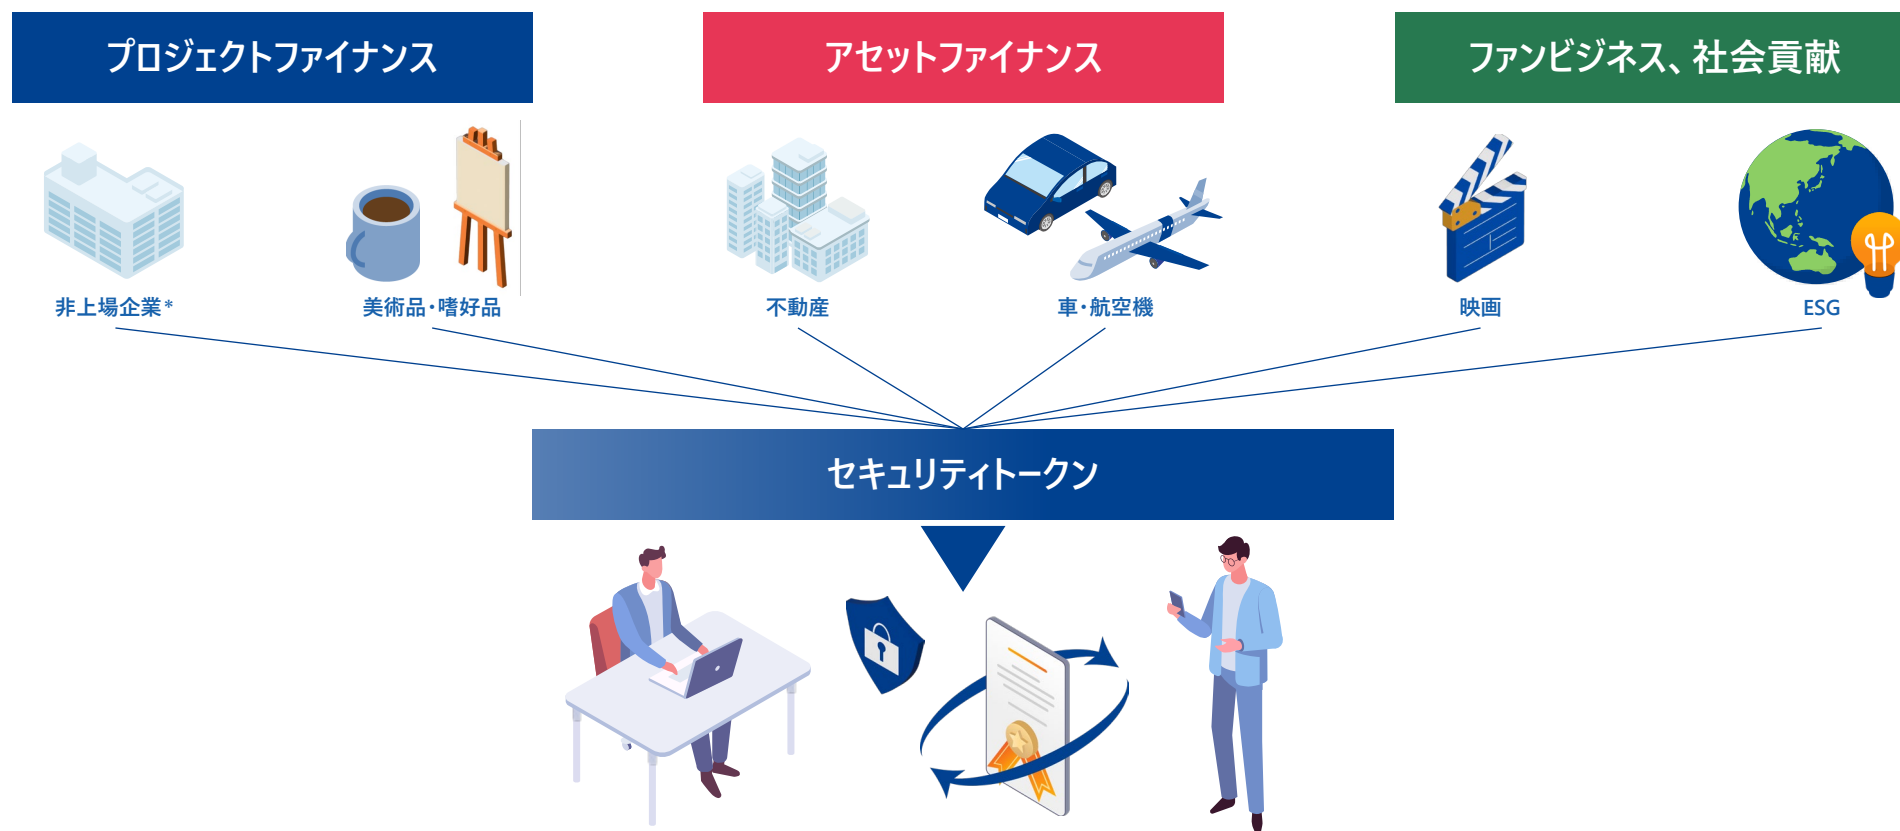 プロジェクトファイナンス
アセットファイナンス
ファンビジネス、社会貢献
非上場企業*
美術品・嗜好品
不動産
車・航空機
映画
ESG
セキュリティトークン